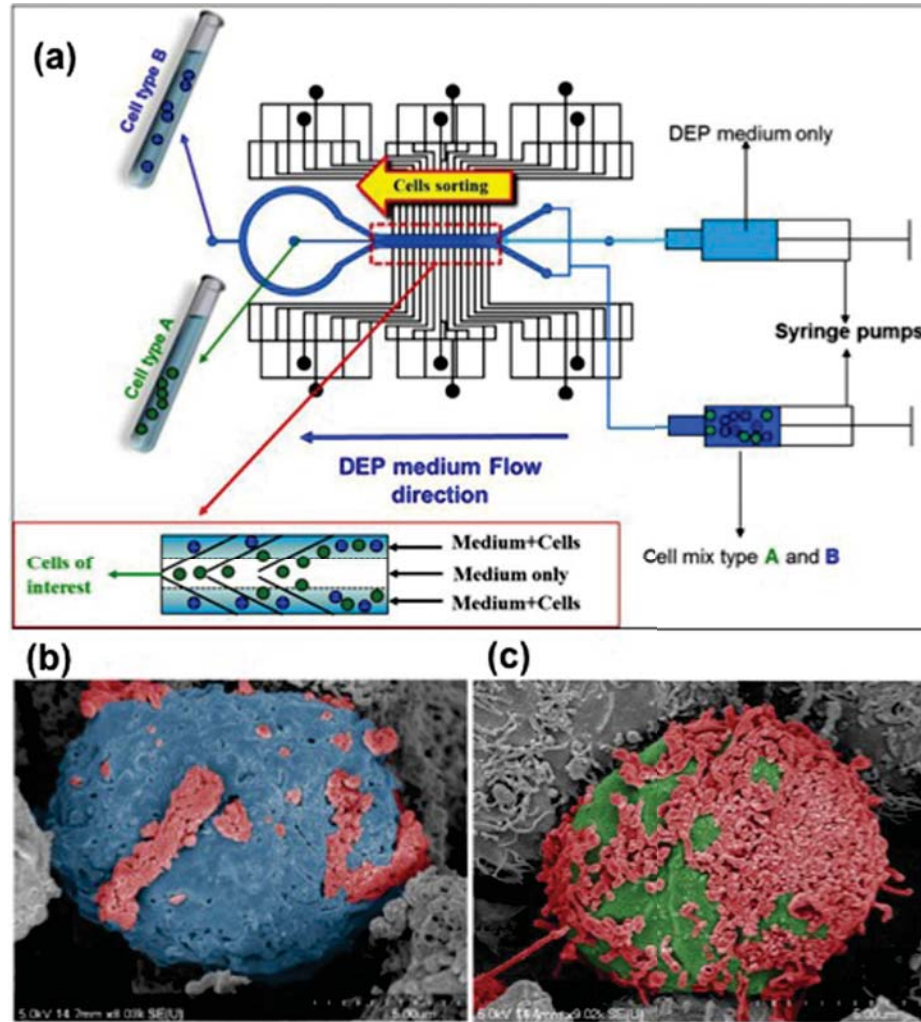 (a)
Cell type B
DEP medium only
Cells sorting
Syringe pumps
Cell type A
DEP medium Flow
direction
Cells of
interest
Medium+Cells
Medium only
Medium+Cells
Cell mix type A and B
(b)
(c)
5.00um
5.00um